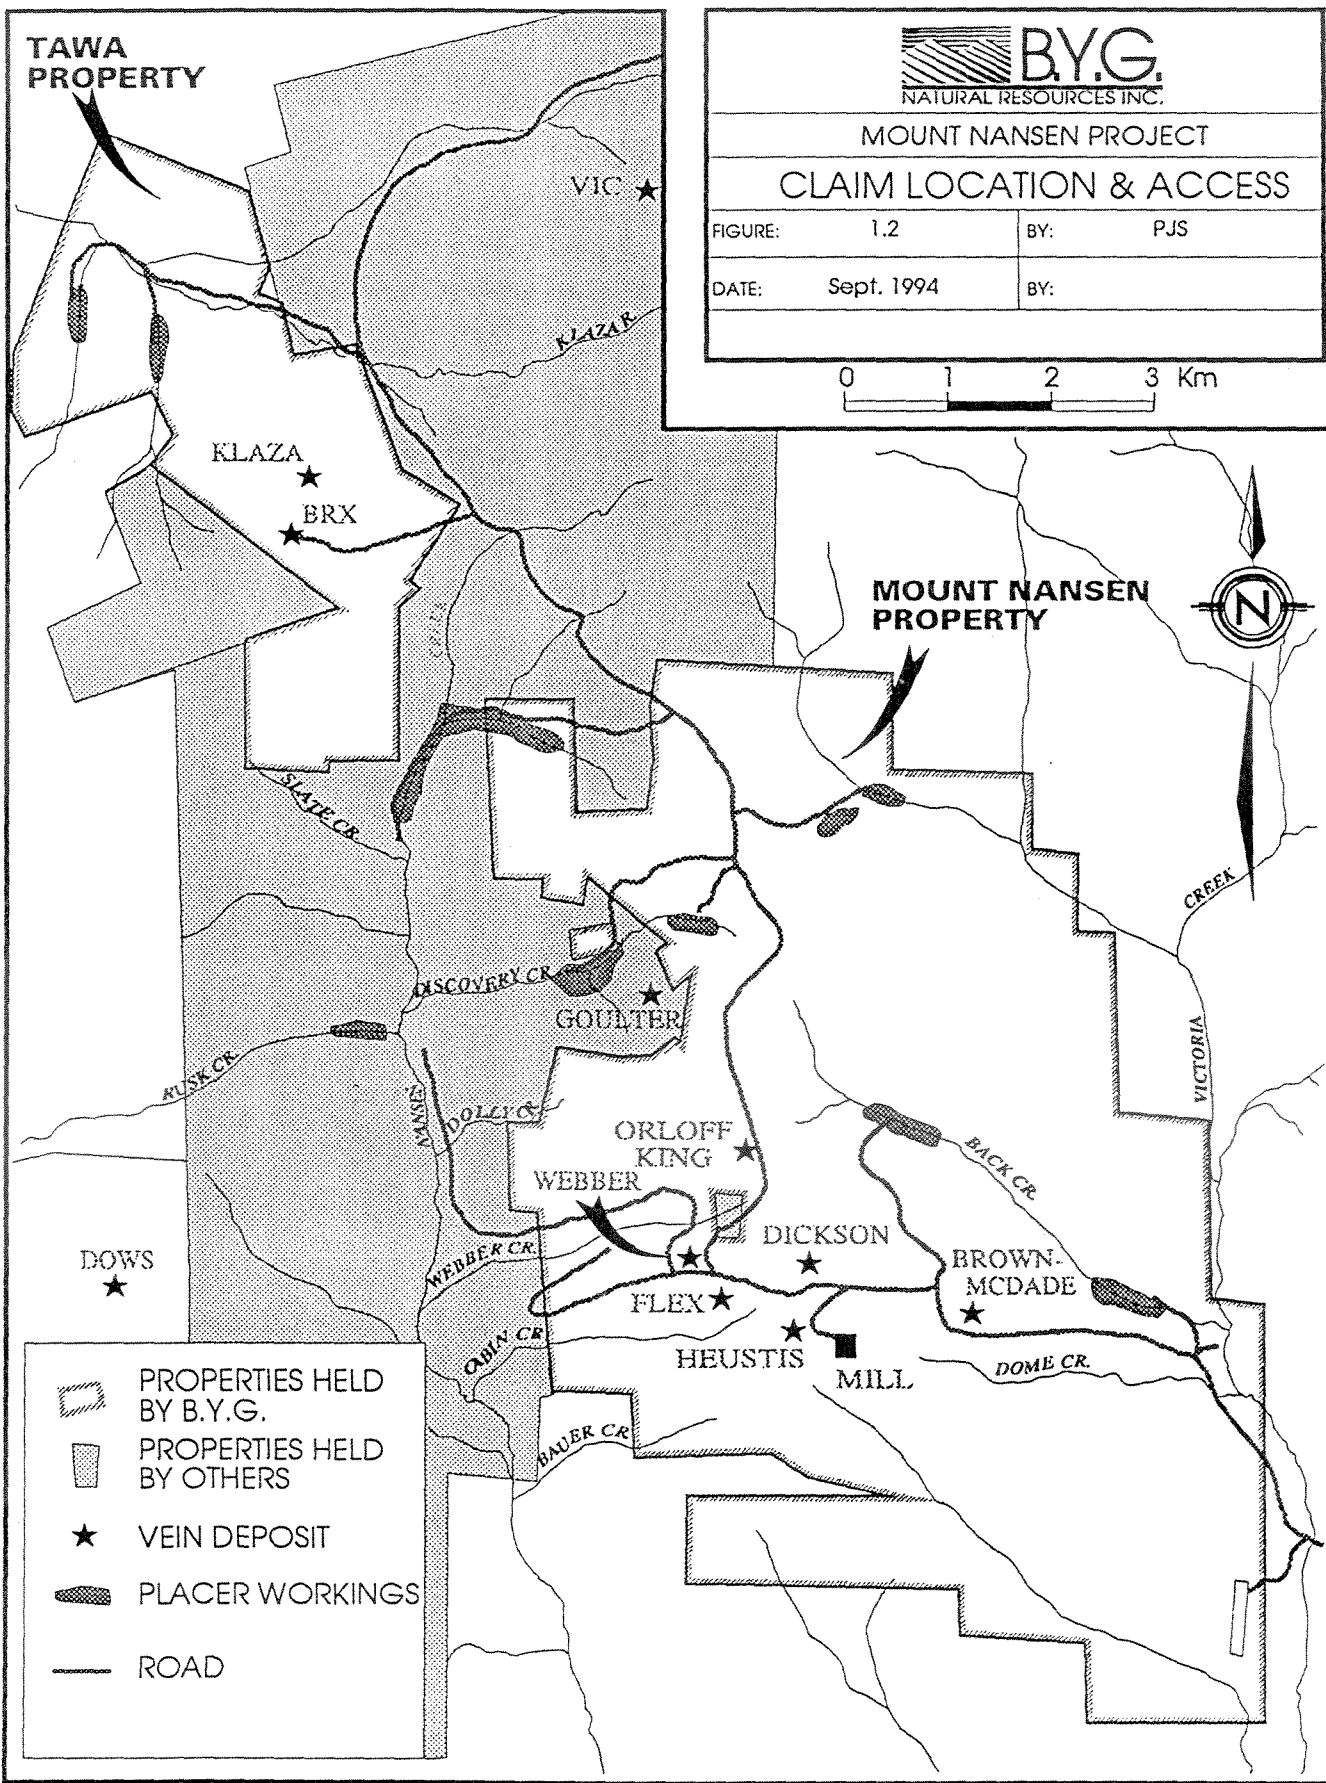 TAWA
PROPERTY
B.Y.G.
NATURAL RESOURCES INC.
MOUNT NANSEN PROJECT
CLAIM LOCATION & ACCESS
FIGURE: 1.2 BY: PJS
DATE: Sept. 1994 BY:
0 1 2 3 Km
VIC
KLAZA R.
KLAZA
BRX
MOUNT NANSEN
PROPERTY
N
SLATE CR.
CREEK
DISCOVERY CR.
GOULTER
RUSK CR.
NANSEN
DOLLY CR.
VICTORIA
ORLOFF
KING
BACK CR.
WEBBER
WEBBER CR.
DICKSON
DOWS
BROWN-
MCDADE
FLEX
CABIN CR.
HEUSTIS
MILL
DOME CR.
BAUER CR.
PROPERTIES HELD
BY B.Y.G.
PROPERTIES HELD
BY OTHERS
VEIN DEPOSIT
PLACER WORKINGS
ROAD